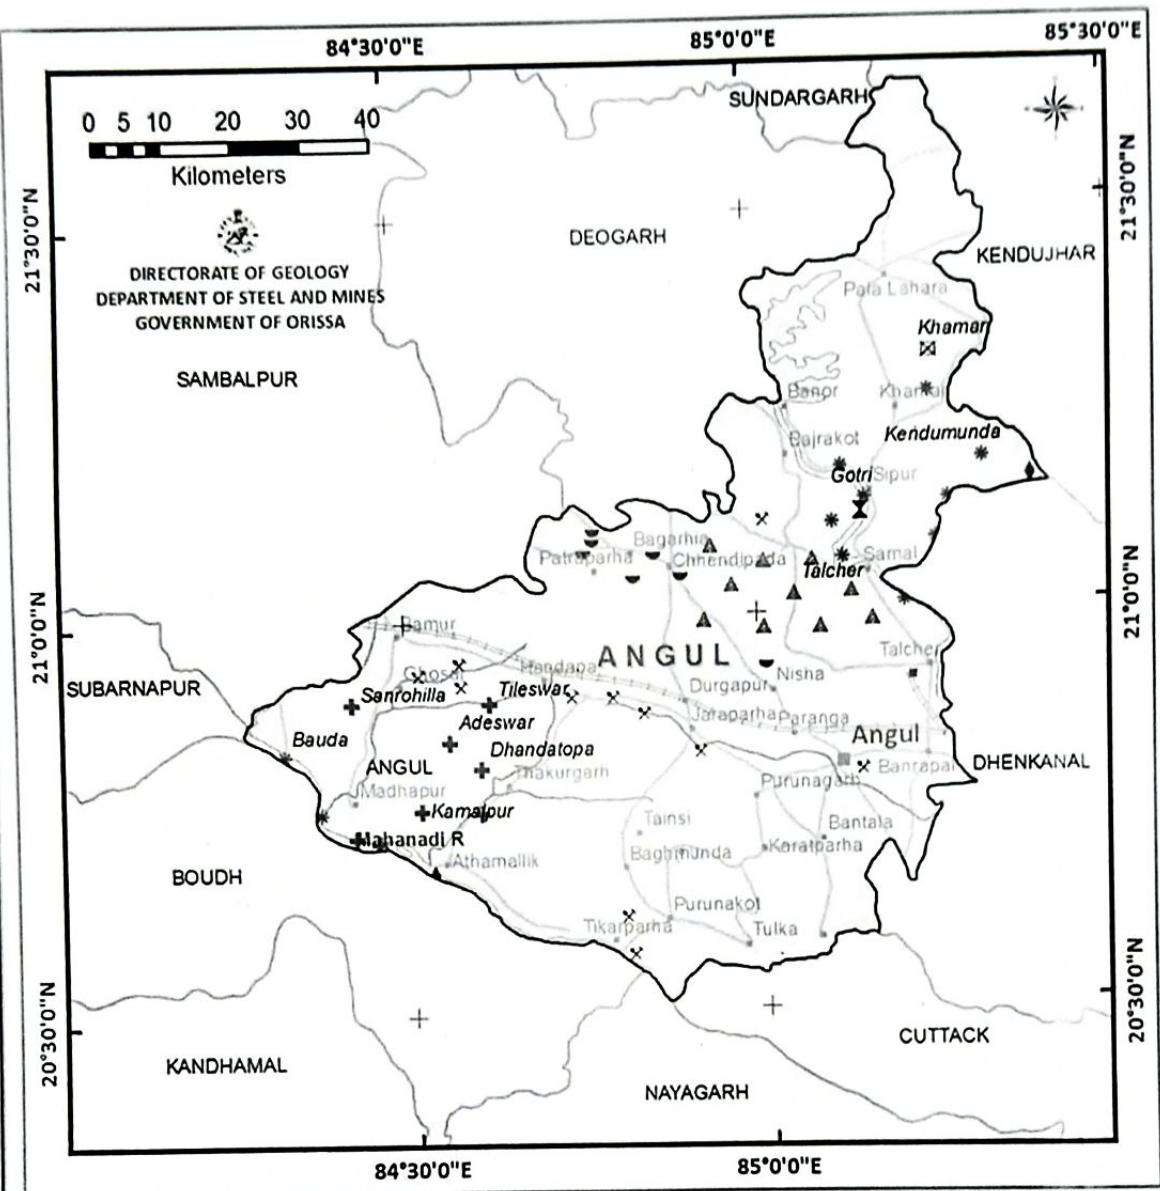 84°30'0"E
85°0'0"E
85°30'0"E
SUNDARGARH
0 5 10 20 30 40
Kilometers
21°30'0"N
21°30'0"N
DEOGARH
KENDUJHAR
DIRECTORATE OF GEOLOGY
DEPARTMENT OF STEEL AND MINES
GOVERNMENT OF ORISSA
Pala Lahara
Khamar
SAMBALPUR
Banor
Khamar
Bajrakot
Kendumunda
Gotri
Sipur
Bagarhia
Patraparha
Chhendipada
Samal
Talcher
21°0'0"N
21°0'0"N
Bamur
ANGUL
Talcher
Ghosar
Handapa
Nisha
SUBARNAPUR
Sanrohilla
Tileswar
Durgapur
Adeswar
Jaraparha
Paranga
Bauda
Dhandatopa
Angul
ANGUL
Thakurgarh
Banrapal
DHENKANAL
Madhapur
Purunagarh
Kamalpur
Tainsi
Bantala
Mahanadi R
Athamallik
Baghmunda
Karatparha
BOUDH
Purunakot
Tikarparha
Tulka
20°30'0"N
20°30'0"N
CUTTACK
KANDHAMAL
NAYAGARH
84°30'0"E
85°0'0"E